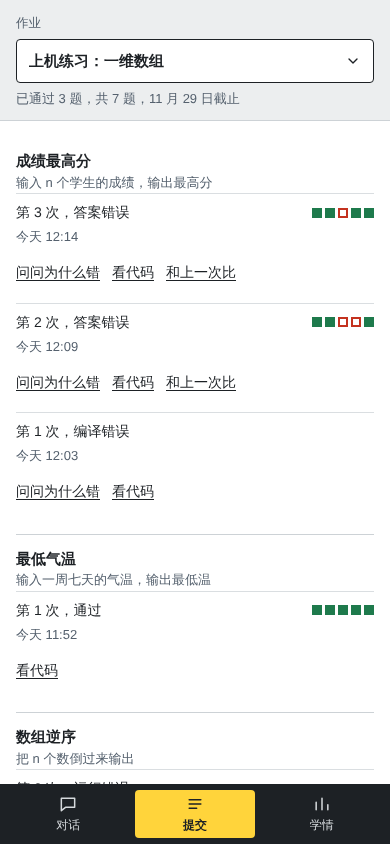 作业
上机练习：一维数组
已通过 3 题，共 7 题，11 月 29 日截止
成绩最高分
输入 n 个学生的成绩，输出最高分
第 3 次，答案错误
今天 12:14
问问为什么错 看代码 和上一次比
第 2 次，答案错误
今天 12:09
问问为什么错 看代码 和上一次比
第 1 次，编译错误
今天 12:03
问问为什么错 看代码
最低气温
输入一周七天的气温，输出最低温
第 1 次，通过
今天 11:52
看代码
数组逆序
把 n 个数倒过来输出
对话 提交 学情